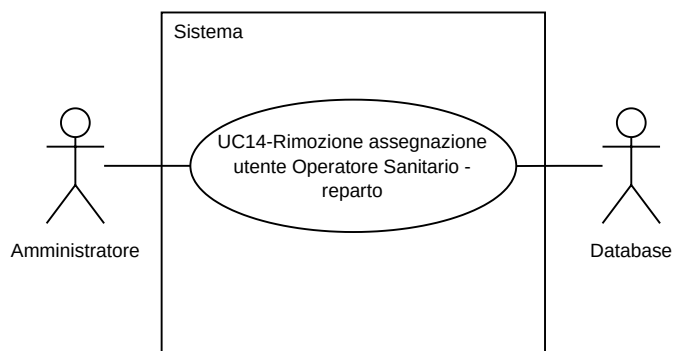 Sistema
UC14-Rimozione assegnazione
utente Operatore Sanitario -
reparto
Amministratore
Database